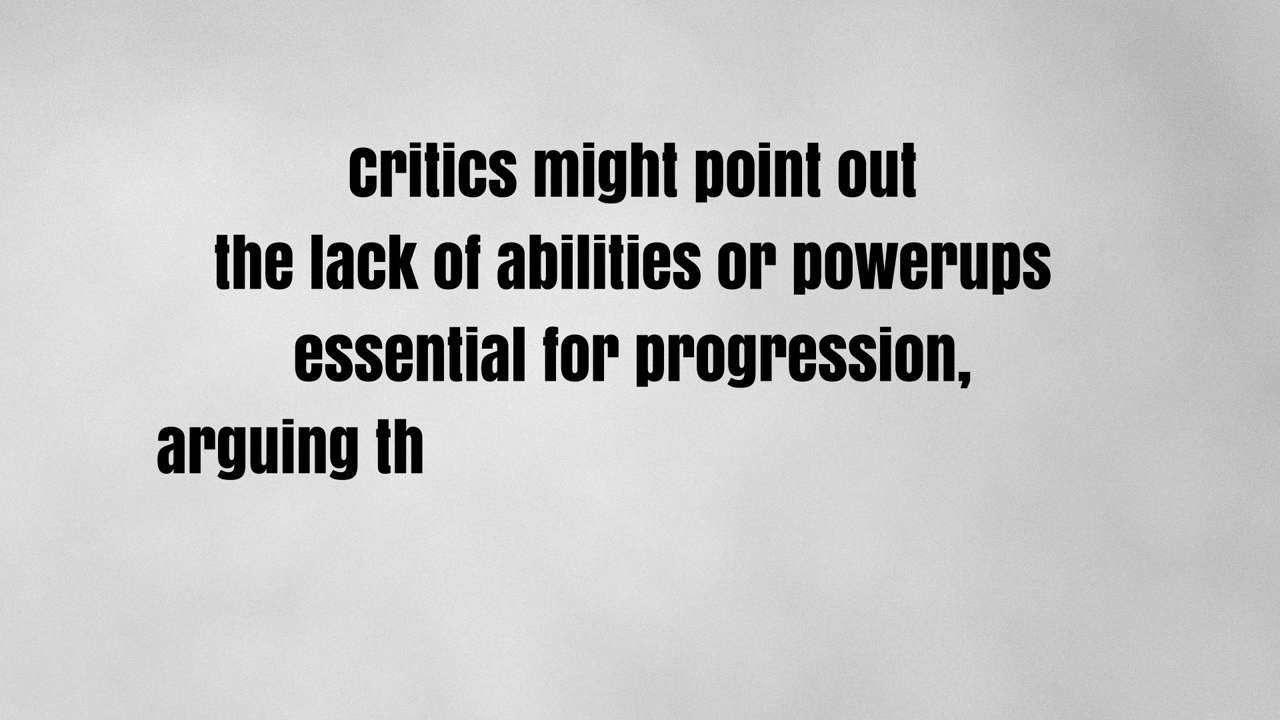 Critics might point out
the lack of abilities or powerups
essential for progression,
arguing th